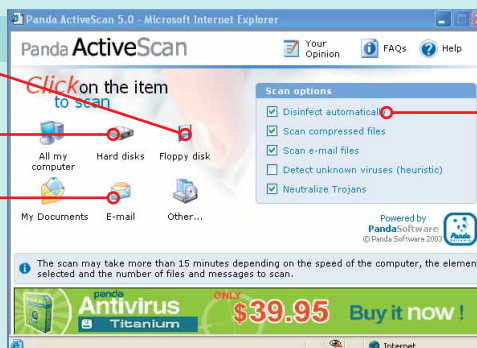 Panda ActiveScan 5.0 - Microsoft Internet Explorer
Panda ActiveScan
Your Opinion
FAQs
Help
Click on the item
to scan
Scan options
Disinfect automatically
Scan compressed files
Scan e-mail files
Detect unknown viruses (heuristic)
Neutralize Trojans
All my computer
Hard disks
Floppy disk
My Documents
E-mail
Other...
Powered by
PandaSoftware
© Panda Software 2003
Panda
The scan may take more than 15 minutes depending on the speed of the computer, the elemen
selected and the number of files and messages to scan.
panda
Antivirus
Titanium
ONLY
$39.95
Buy it now !
Internet